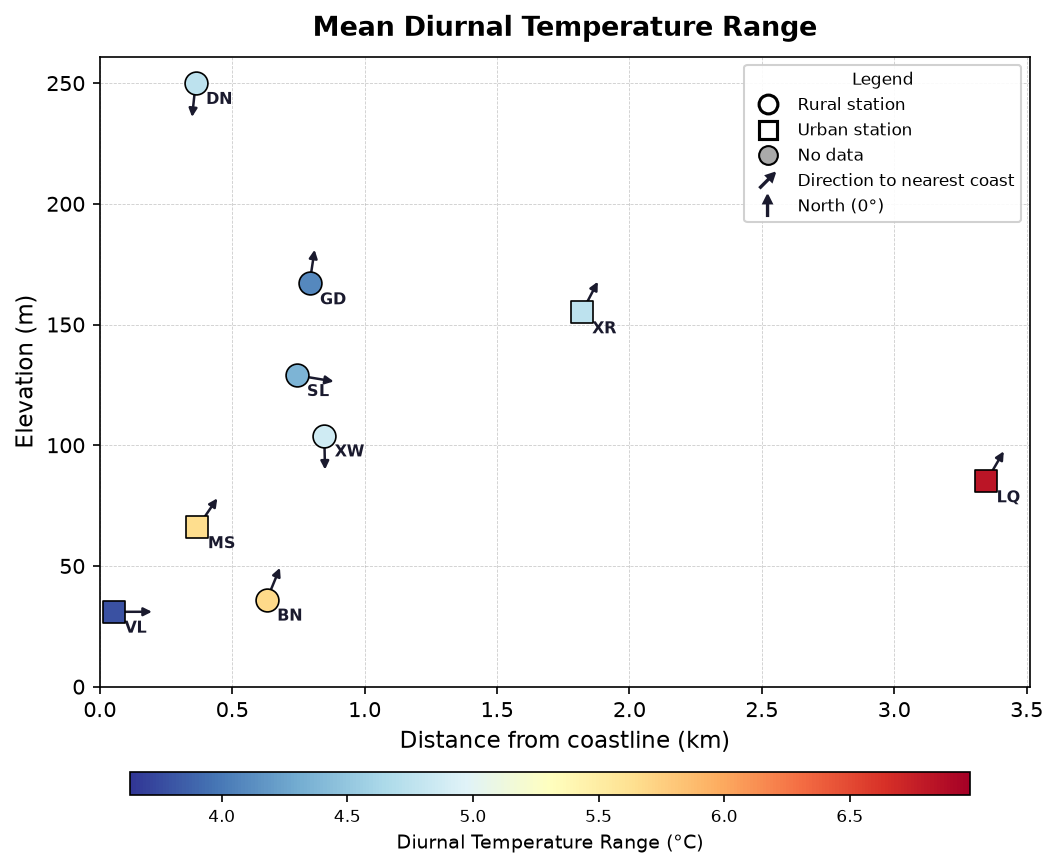 Mean Diurnal Temperature Range
Elevation (m)
250
200
150
100
50
0
DN
GD
XR
SL
XW
LQ
MS
BN
VL
Legend
Rural station
Urban station
No data
Direction to nearest coast
North (0°)
0.0 0.5 1.0 1.5 2.0 2.5 3.0 3.5
Distance from coastline (km)
4.0 4.5 5.0 5.5 6.0 6.5
Diurnal Temperature Range (°C)